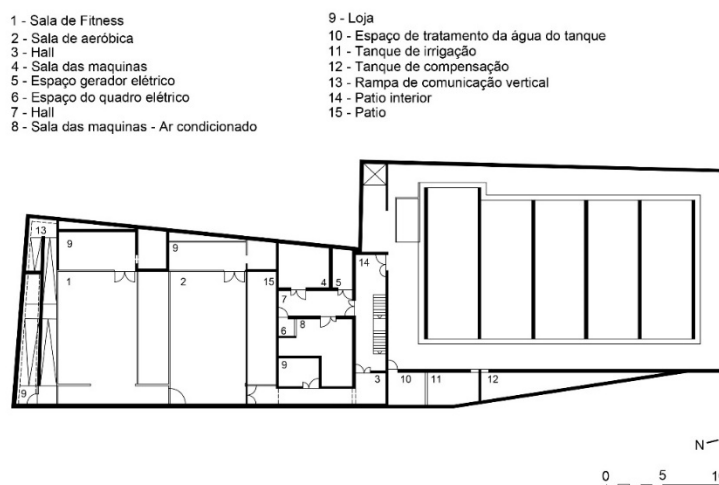 1 - Sala de Fitness
2 - Sala de aeróbica
3 - Hall
4 - Sala das maquinas
5 - Espaço gerador elétrico
6 - Espaço do quadro elétrico
7 - Hall
8 - Sala das maquinas - Ar condicionado
9 - Loja
10 - Espaço de tratamento da água do tanque
11 - Tanque de irrigação
12 - Tanque de compensação
13 - Rampa de comunicação vertical
14 - Patio interior
15 - Patio
13
9
9
14
1
2
15
4
5
7
6
8
9
9
3
10
11
12
N
0
5
10